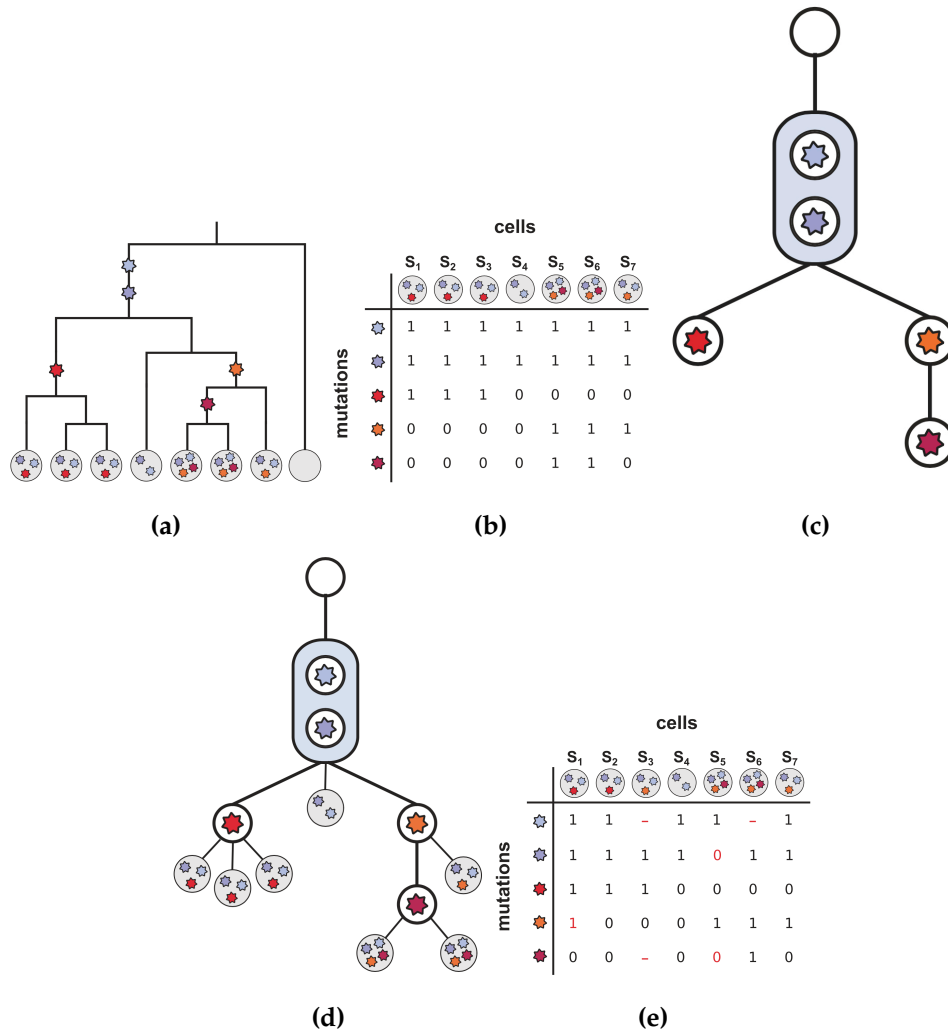 cells
S1 S2 S3 S4 S5 S6 S7
mutations
1 1 1 1 1 1 1
1 1 1 1 1 1 1
1 1 1 0 0 0 0
0 0 0 0 1 1 1
0 0 0 0 1 1 0
(a)
(b)
(c)
cells
S1 S2 S3 S4 S5 S6 S7
mutations
1 1 – 1 1 – 1
1 1 1 1 0 1 1
1 1 1 0 0 0 0
1 0 0 0 1 1 1
0 0 – 0 0 1 0
(d)
(e)